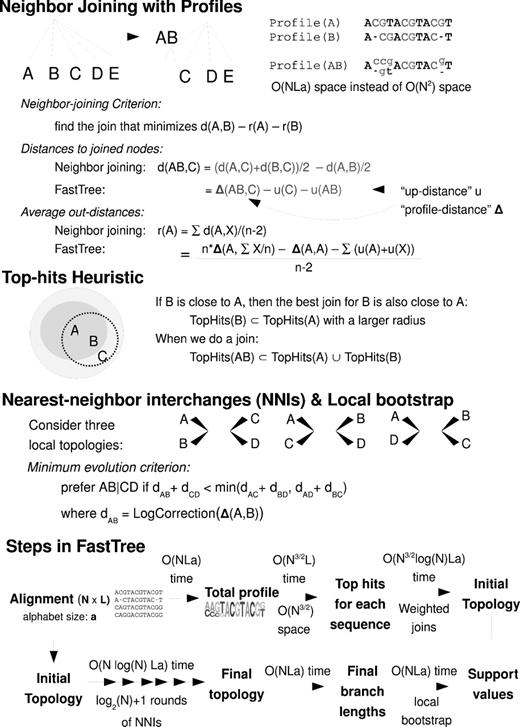 Neighbor Joining with Profiles
AB
A B C D E
C D E
Profile(A) ACGTACGTACGT
Profile(B) A-CGACGTAC-T
Profile(AB)
O(NLa) space instead of O(N²) space
Neighbor-joining Criterion:
find the join that minimizes d(A,B) – r(A) – r(B)
Distances to joined nodes:
Neighbor joining: d(AB,C) = (d(A,C)+d(B,C))/2 – d(A,B)/2
FastTree: = Δ(AB,C) – u(C) – u(AB)
"up-distance" u
"profile-distance" Δ
Average out-distances:
Neighbor joining: r(A) = ∑ d(A,X)/(n-2)
FastTree: = n*Δ(A, ∑ X/n) – Δ(A,A) – ∑ (u(A)+u(X))
n-2
Top-hits Heuristic
A
B
C
If B is close to A, then the best join for B is also close to A:
TopHits(B) ⊂ TopHits(A) with a larger radius
When we do a join:
TopHits(AB) ⊂ TopHits(A) ∪ TopHits(B)
Nearest-neighbor interchanges (NNIs) & Local bootstrap
Consider three
local topologies:
A C A B A B
B D C D D C
Minimum evolution criterion:
prefer AB|CD if d_AB + d_CD < min(d_AC + d_BD, d_AD + d_BC)
where d_AB = LogCorrection(Δ(A,B))
Steps in FastTree
Alignment (N x L)
alphabet size: a
ACGTACGTACGT
A-CTACGTAC-T
CAGTACGTACGG
CAGGACGTACGG
O(NLa)
time
Total profile
O(N^3/2 L)
time
O(N^3/2)
space
Top hits
for each
sequence
O(N^3/2 log(N)La)
time
Weighted
joins
Initial
Topology
Initial
Topology
O(N log(N) La) time
log₂(N)+1 rounds
of NNIs
Final
topology
O(NLa) time
Final
branch
lengths
O(NLa) time
local
bootstrap
Support
values